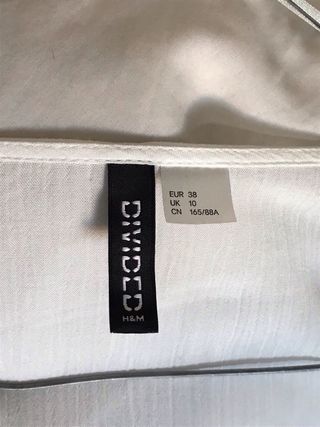 DIVIDED
H&M
EUR 38
UK 10
CN 165/88A